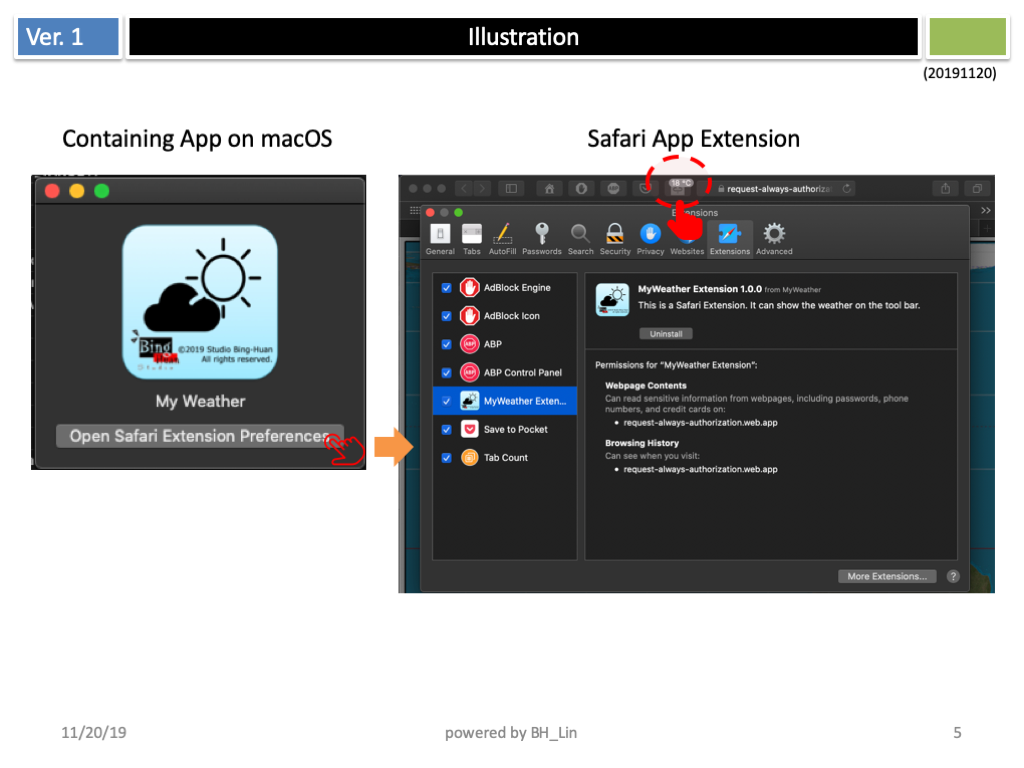 Ver. 1
Illustration
(20191120)
Containing App on macOS
Safari App Extension
Bing
©2019 Studio Bing-Huan
All rights reserved.
Studio
My Weather
Open Safari Extension Preferences
18 °C
request-always-authoriza
Extensions
General
Tabs
AutoFill
Passwords
Search
Security
Privacy
Websites
Extensions
Advanced
AdBlock Engine
AdBlock Icon
ABP
ABP Control Panel
MyWeather Exten...
Save to Pocket
Tab Count
MyWeather Extension 1.0.0 from MyWeather
This is a Safari Extension. It can show the weather on the tool bar.
Uninstall
Permissions for “MyWeather Extension”:
Webpage Contents
Can read sensitive information from webpages, including passwords, phone
numbers, and credit cards on:
• request-always-authorization.web.app
Browsing History
Can see when you visit:
• request-always-authorization.web.app
More Extensions...
?
11/20/19
powered by BH_Lin
5